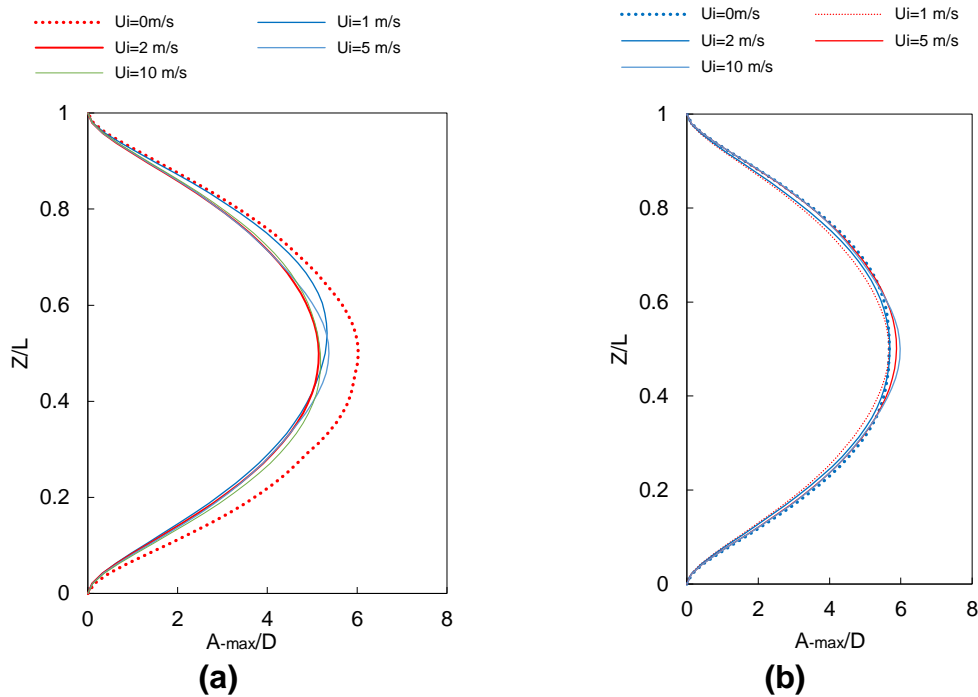 Ui=0m/s Ui=1 m/s
Ui=2 m/s Ui=5 m/s
Ui=10 m/s
1
0.8
0.6
0.4
0.2
0
Z/L
0 2 4 6 8
A-max/D
(a)
Ui=0m/s Ui=1 m/s
Ui=2 m/s Ui=5 m/s
Ui=10 m/s
1
0.8
0.6
0.4
0.2
0
Z/L
0 2 4 6 8
A-max/D
(b)